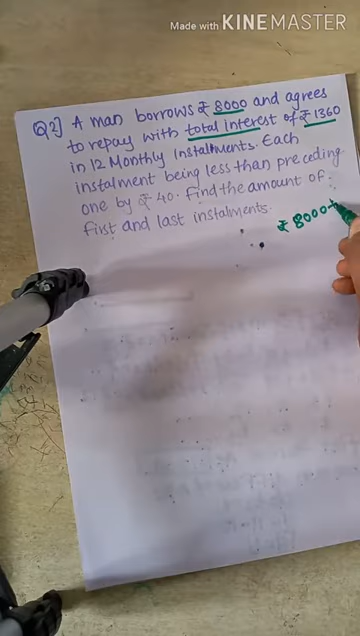 Made with KINEMASTER
Q2] A man borrows ₹ 8000 and agrees
to repay with total interest of ₹ 1360
in 12 Monthly Installments. Each
instalment being less than preceding
one by ₹ 40. Find the amount of
first and last instalments.
₹ 8000+